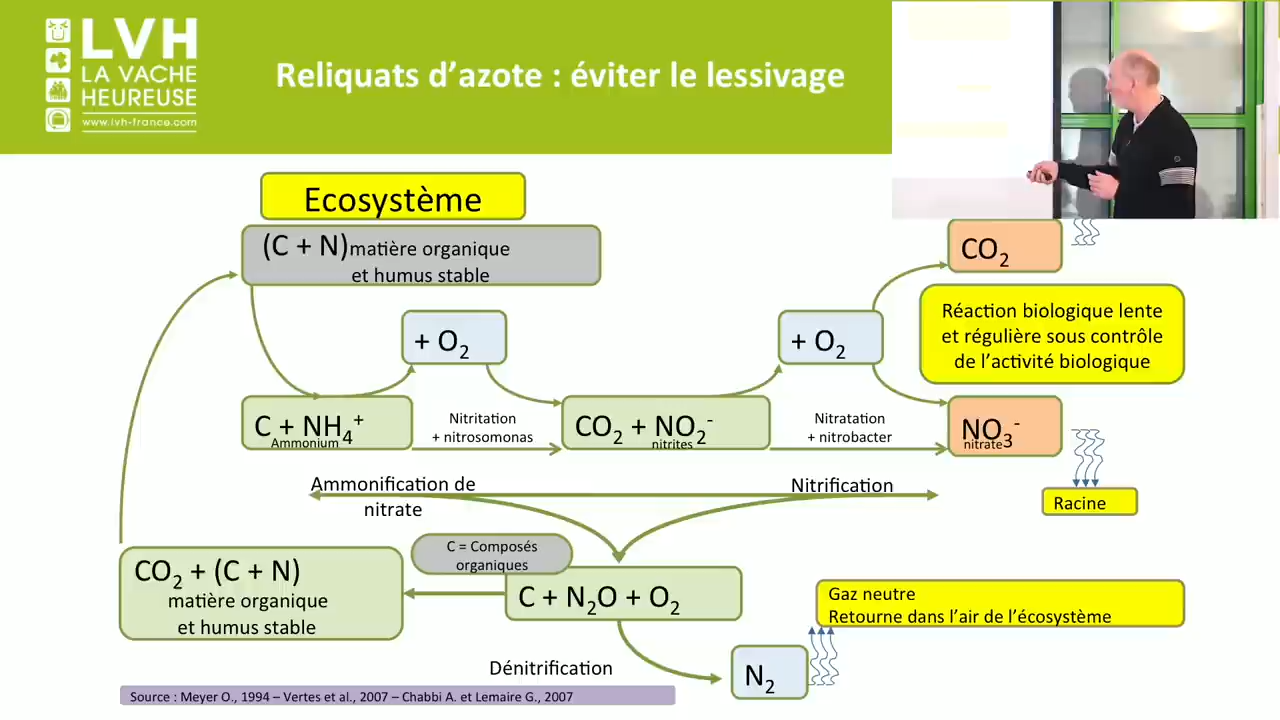 LVH
LA VACHE
HEUREUSE
www.lvh-france.com
Reliquats d'azote : éviter le lessivage
Ecosystème
(C + N)matière organique
et humus stable
CO2
+ O2
+ O2
Réaction biologique lente
et régulière sous contrôle
de l'activité biologique
C + NH4+
Ammonium
Nitritation
+ nitrosomonas
CO2 + NO2-
nitrites
Nitratation
+ nitrobacter
NO3-
nitrate
Racine
Ammonification de
nitrate
Nitrification
C = Composés
organiques
CO2 + (C + N)
matière organique
et humus stable
C + N2O + O2
Gaz neutre
Retourne dans l'air de l'écosystème
Dénitrification
N2
Source : Meyer O., 1994 – Vertes et al., 2007 – Chabbi A. et Lemaire G., 2007